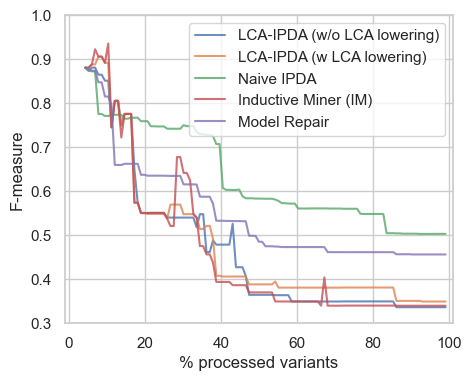 1.0
0.9
0.8
0.7
0.6
0.5
0.4
0.3
F-measure
LCA-IPDA (w/o LCA lowering)
LCA-IPDA (w LCA lowering)
Naive IPDA
Inductive Miner (IM)
Model Repair
0 20 40 60 80 100
% processed variants